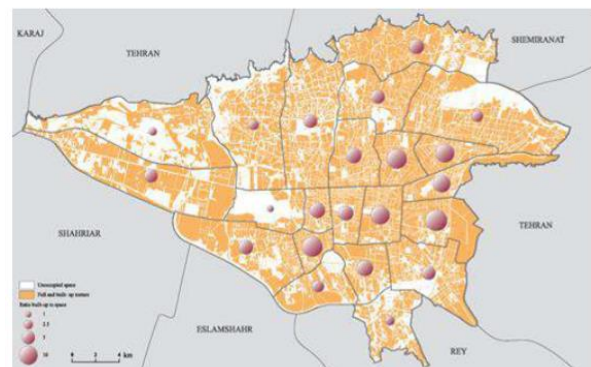 KARAJ
TEHRAN
SHEMIRANAT
SHAHRIAR
TEHRAN
ESLAMSHAHR
REY
Unoccupied space
Full and built-up texture
Ratio built-up to space
1
2.5
5
10
0 2 4 km